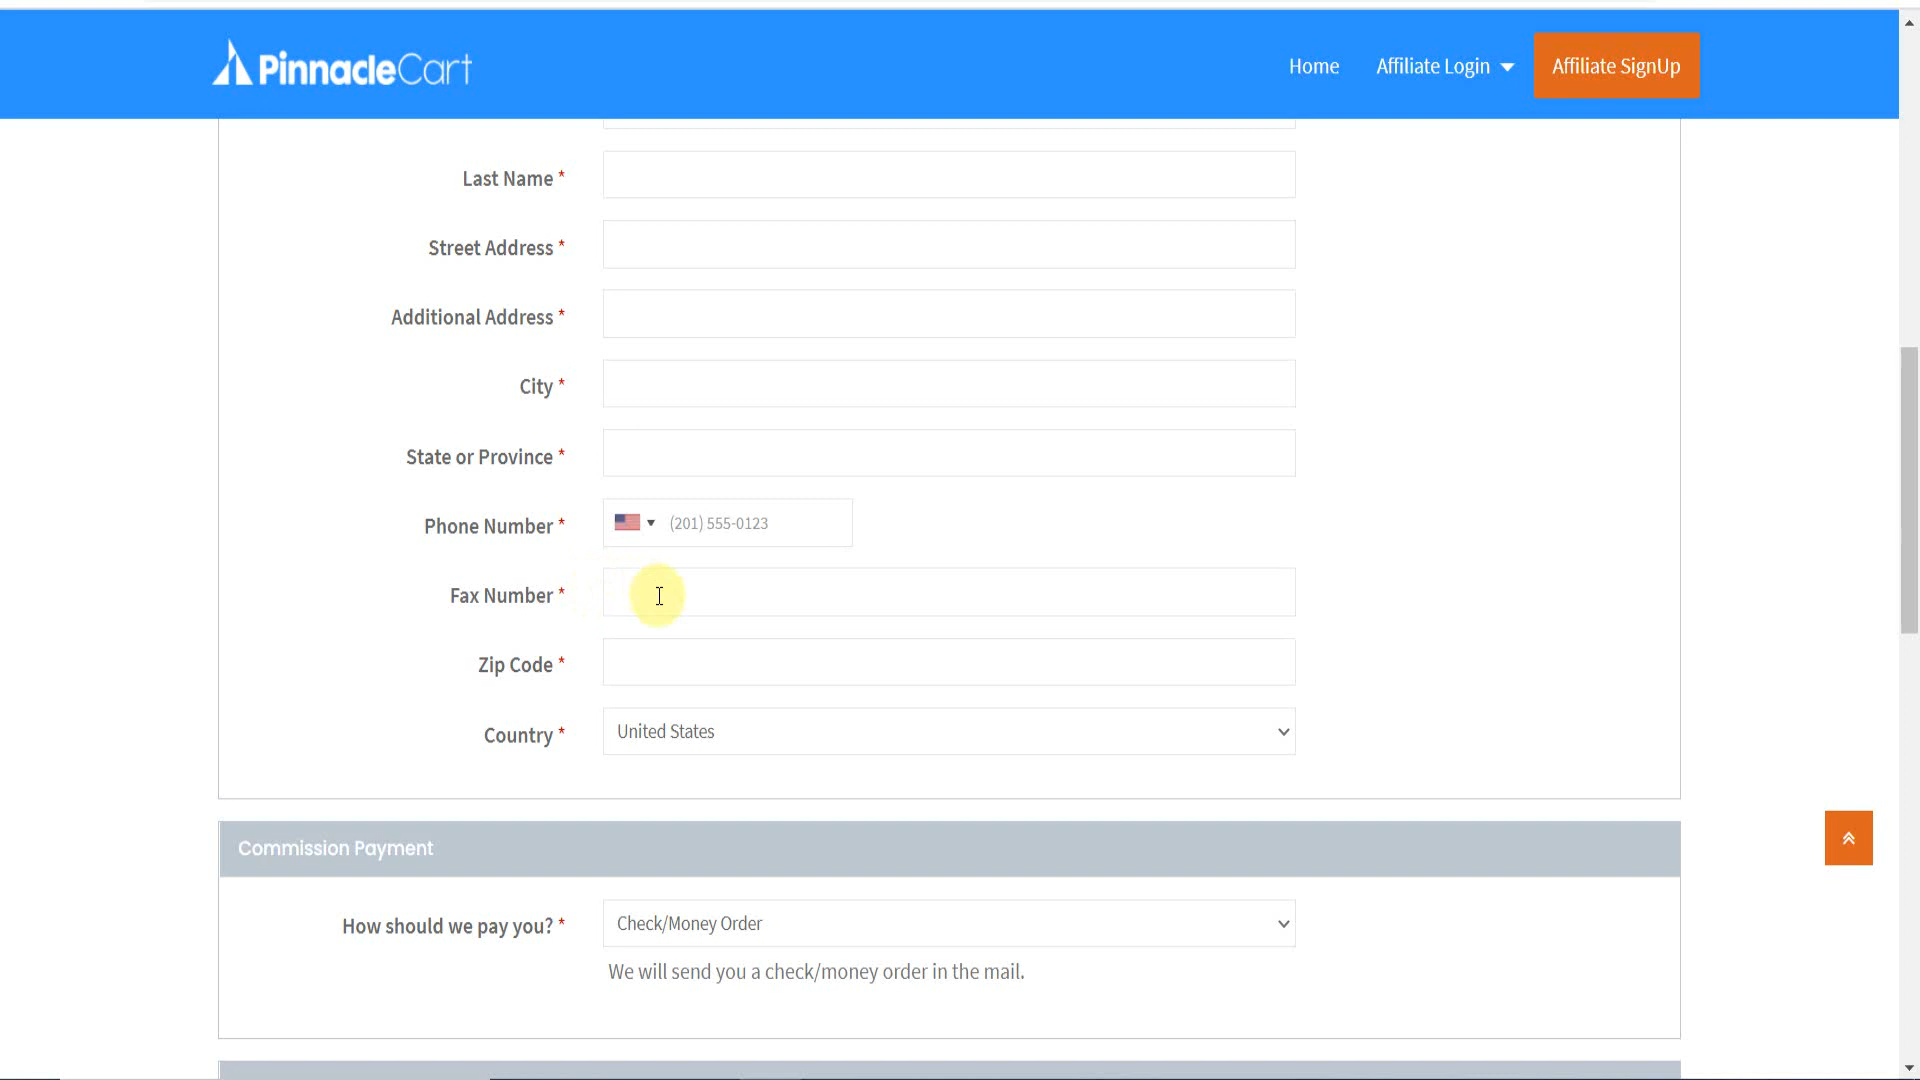 PinnacleCart
Home
Affiliate Login
Affiliate SignUp
Last Name *
Street Address *
Additional Address *
City *
State or Province *
Phone Number *
(201) 555-0123
Fax Number *
Zip Code *
Country *
United States
Commission Payment
How should we pay you? *
Check/Money Order
We will send you a check/money order in the mail.